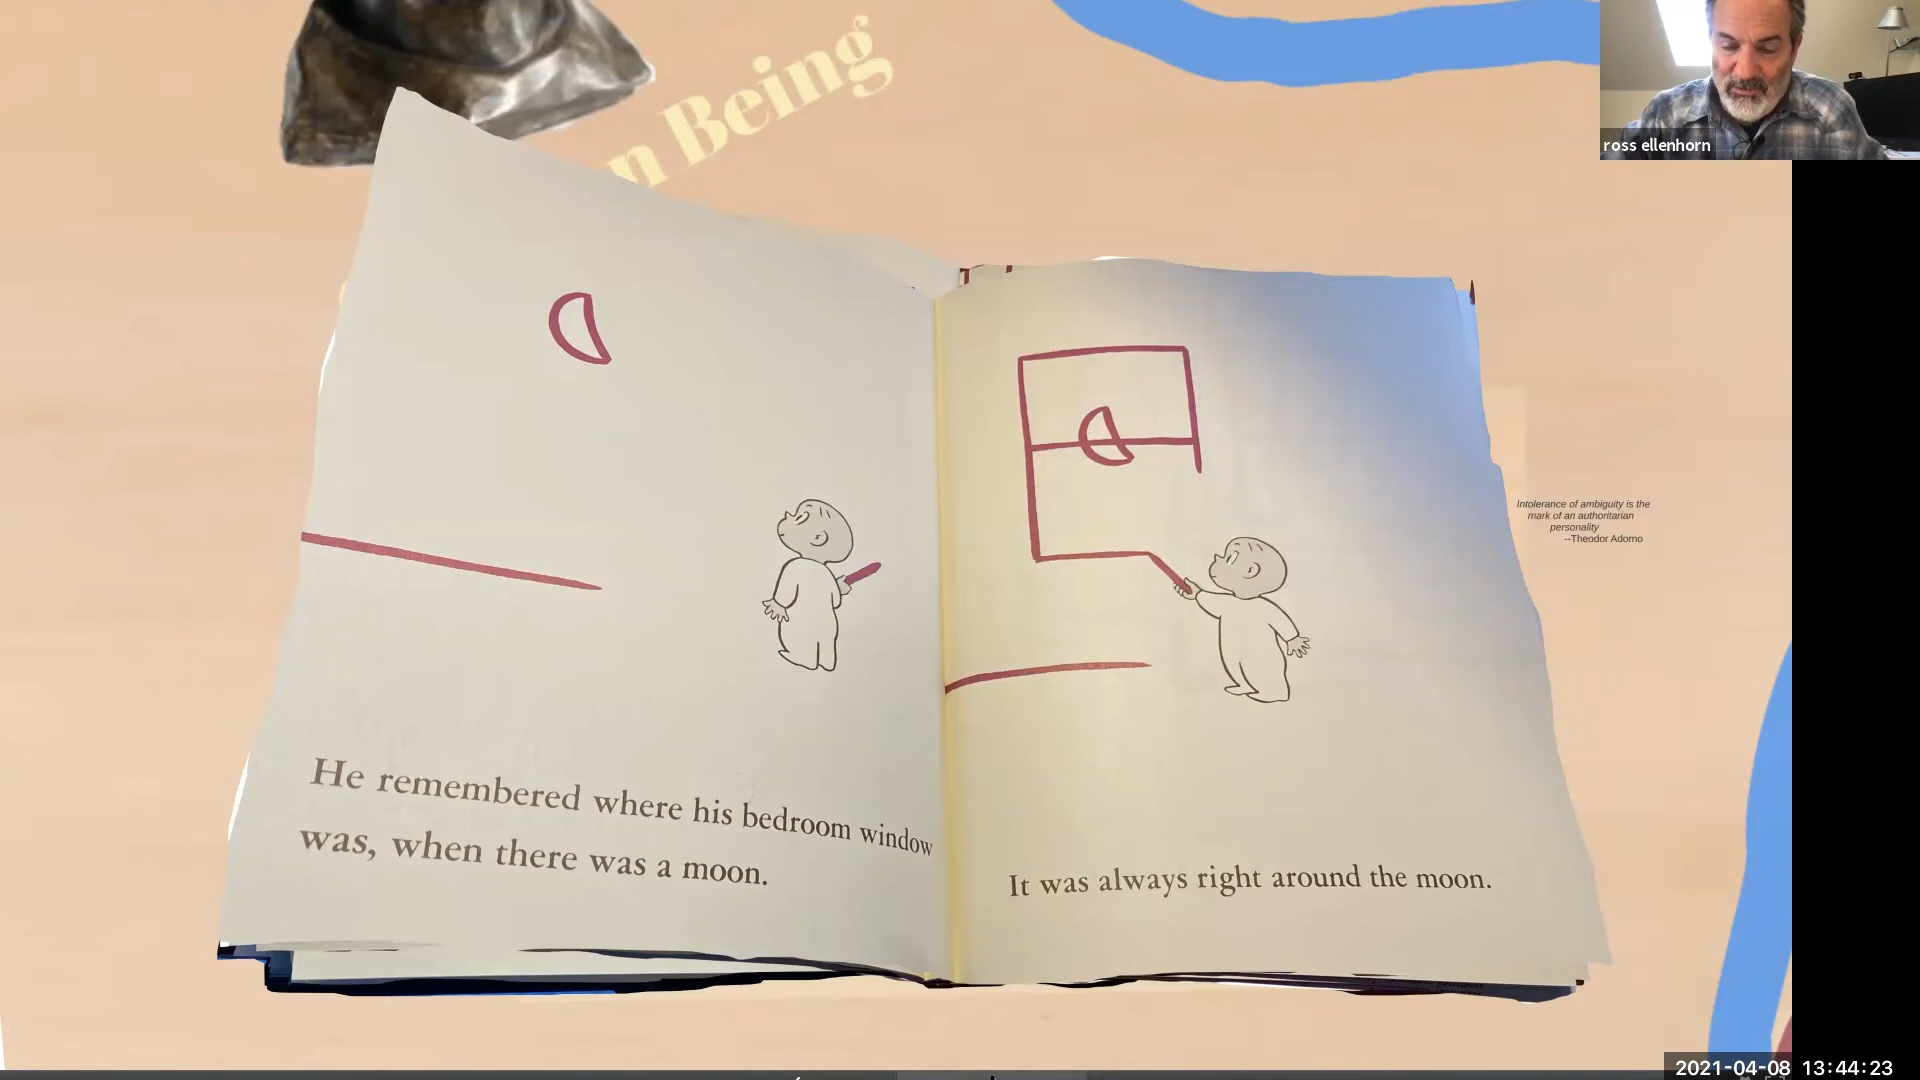 n Being
ross ellenhorn
Intolerance of ambiguity is the
mark of an authoritarian
personality
--Theodor Adorno
He remembered where his bedroom window
was, when there was a moon.
It was always right around the moon.
2021-04-08 13:44:23